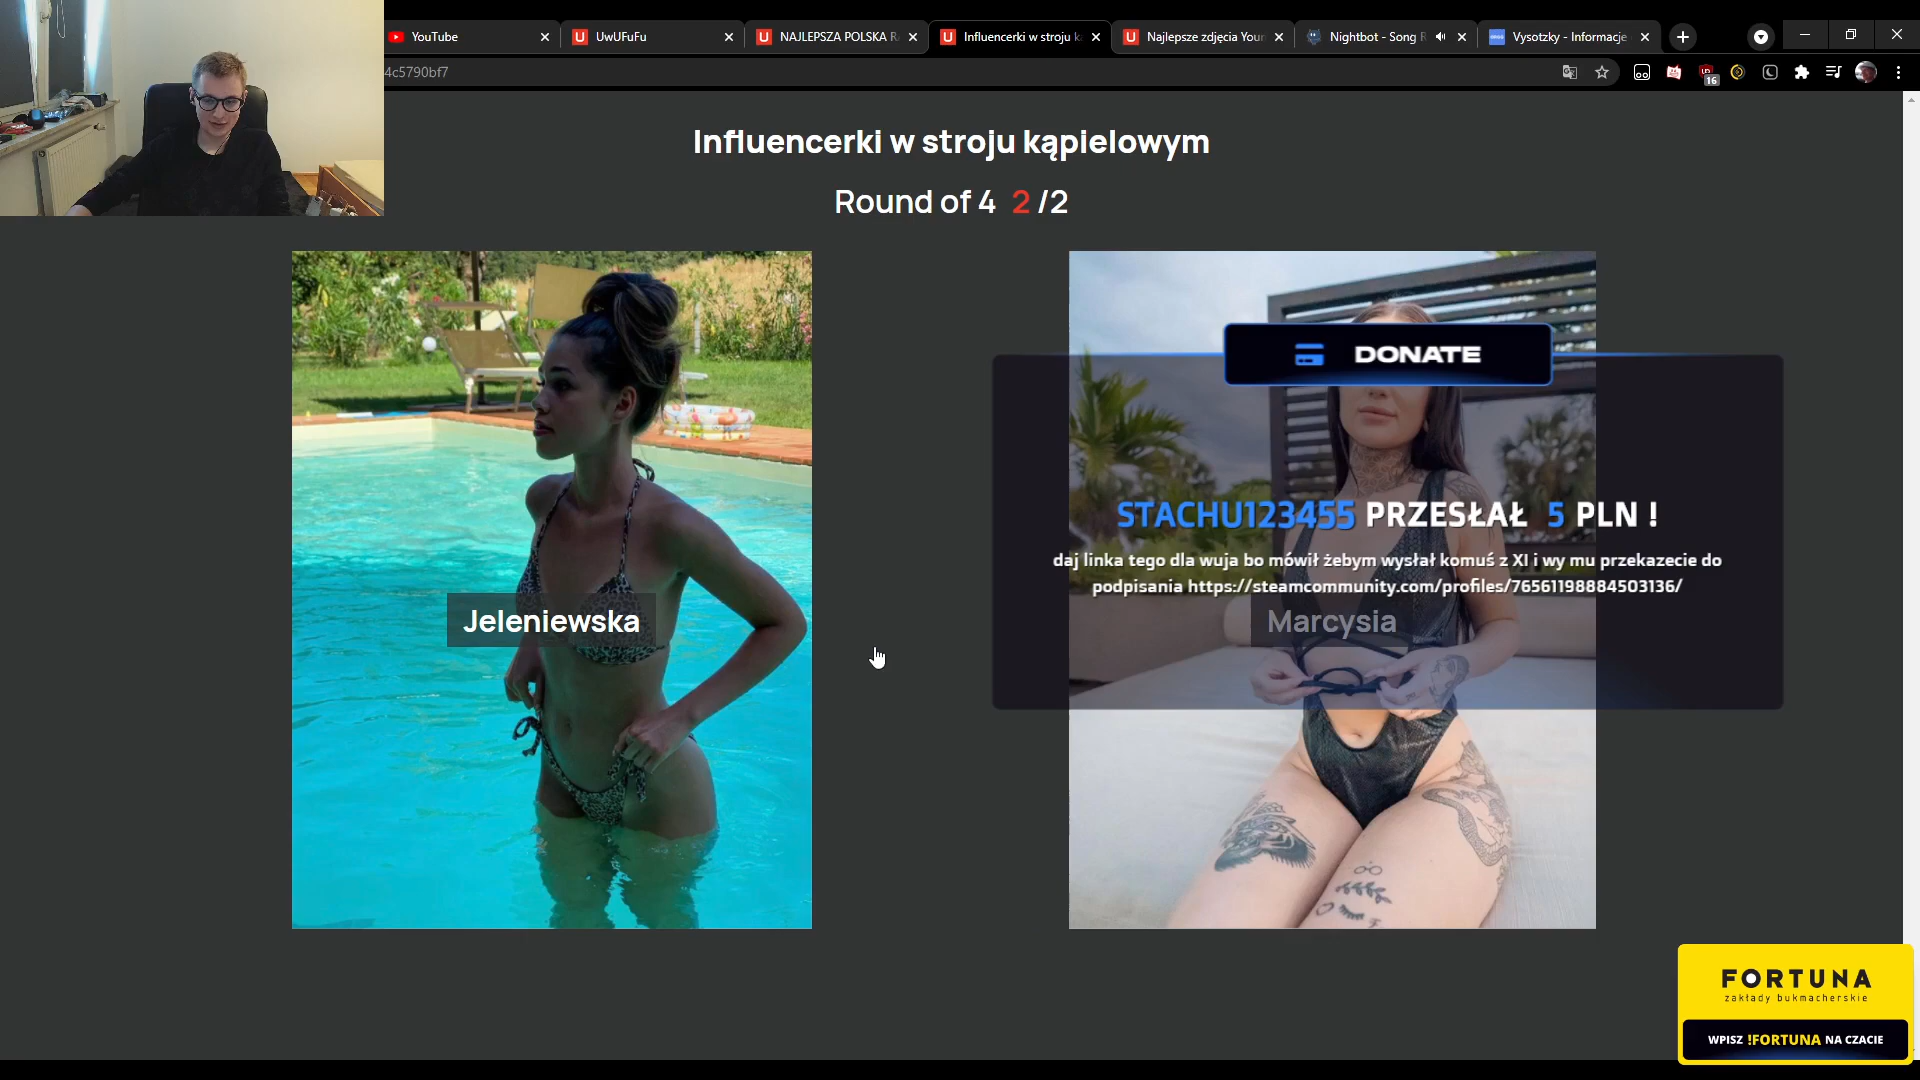 YouTube
UwUFuFu
NAJLEPSZA POLSKA R
Influencerki w stroju k
Najlepsze zdjęcia Your
Nightbot - Song R
Vysotzky - Informacje
4c5790bf7
16
Influencerki w stroju kąpielowym
Round of 4 2 /2
DONATE
STACHU123455 PRZESŁAŁ 5 PLN !
daj linka tego dla wuja bo mówił żebym wysłał komuś z XI i wy mu przekazecie do
podpisania https://steamcommunity.com/profiles/76561198884503136/
Jeleniewska
Marcysia
FORTUNA
zakłady bukmacherskie
WPISZ !FORTUNA NA CZACIE